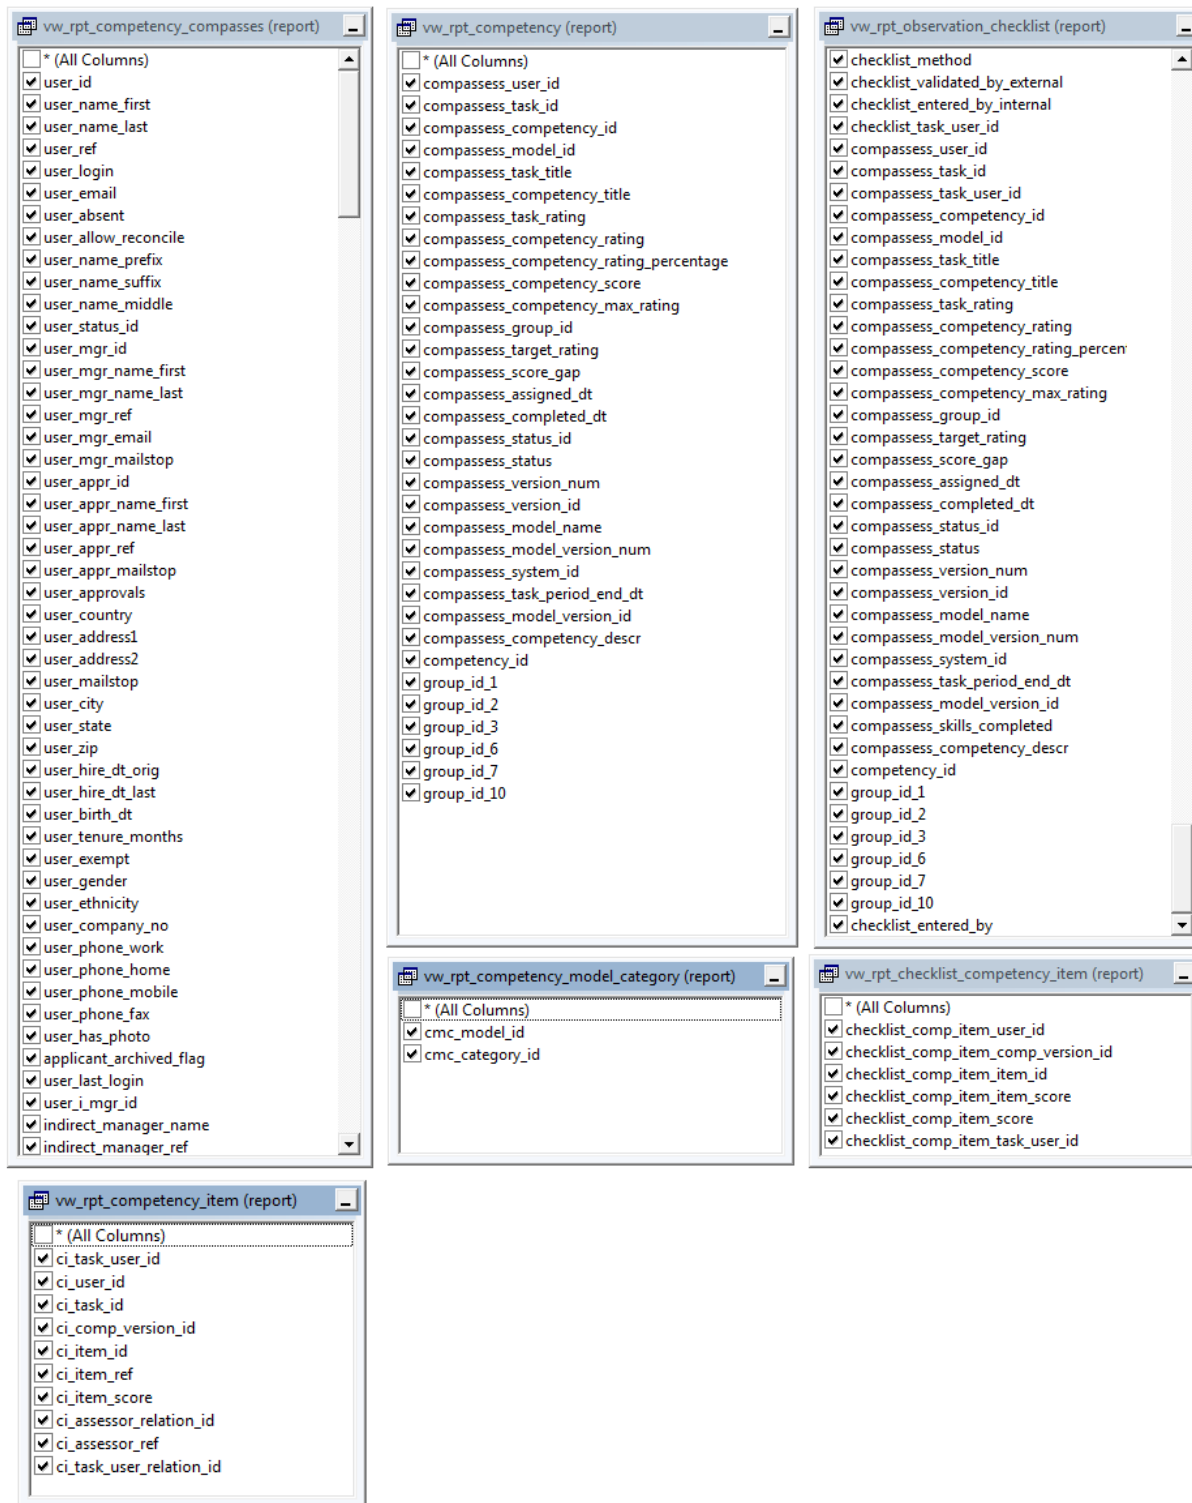 vw_rpt_competency_compasses (report)
* (All Columns)
user_id
user_name_first
user_name_last
user_ref
user_login
user_email
user_absent
user_allow_reconcile
user_name_prefix
user_name_suffix
user_name_middle
user_status_id
user_mgr_id
user_mgr_name_first
user_mgr_name_last
user_mgr_ref
user_mgr_email
user_mgr_mailstop
user_appr_id
user_appr_name_first
user_appr_name_last
user_appr_ref
user_appr_mailstop
user_approvals
user_country
user_address1
user_address2
user_mailstop
user_city
user_state
user_zip
user_hire_dt_orig
user_hire_dt_last
user_birth_dt
user_tenure_months
user_exempt
user_gender
user_ethnicity
user_company_no
user_phone_work
user_phone_home
user_phone_mobile
user_phone_fax
user_has_photo
applicant_archived_flag
user_last_login
user_i_mgr_id
indirect_manager_name
indirect_manager_ref
vw_rpt_competency (report)
* (All Columns)
compassess_user_id
compassess_task_id
compassess_competency_id
compassess_model_id
compassess_task_title
compassess_competency_title
compassess_task_rating
compassess_competency_rating
compassess_competency_rating_percentage
compassess_competency_score
compassess_competency_max_rating
compassess_group_id
compassess_target_rating
compassess_score_gap
compassess_assigned_dt
compassess_completed_dt
compassess_status_id
compassess_status
compassess_version_num
compassess_version_id
compassess_model_name
compassess_model_version_num
compassess_system_id
compassess_task_period_end_dt
compassess_model_version_id
compassess_competency_descr
competency_id
group_id_1
group_id_2
group_id_3
group_id_6
group_id_7
group_id_10
vw_rpt_observation_checklist (report)
checklist_method
checklist_validated_by_external
checklist_entered_by_internal
checklist_task_user_id
compassess_user_id
compassess_task_id
compassess_task_user_id
compassess_competency_id
compassess_model_id
compassess_task_title
compassess_competency_title
compassess_task_rating
compassess_competency_rating
compassess_competency_rating_percen
compassess_competency_score
compassess_competency_max_rating
compassess_group_id
compassess_target_rating
compassess_score_gap
compassess_assigned_dt
compassess_completed_dt
compassess_status_id
compassess_status
compassess_version_num
compassess_version_id
compassess_model_name
compassess_model_version_num
compassess_system_id
compassess_task_period_end_dt
compassess_model_version_id
compassess_skills_completed
compassess_competency_descr
competency_id
group_id_1
group_id_2
group_id_3
group_id_6
group_id_7
group_id_10
checklist_entered_by
vw_rpt_competency_model_category (report)
* (All Columns)
cmc_model_id
cmc_category_id
vw_rpt_checklist_competency_item (report)
* (All Columns)
checklist_comp_item_user_id
checklist_comp_item_comp_version_id
checklist_comp_item_item_id
checklist_comp_item_item_score
checklist_comp_item_score
checklist_comp_item_task_user_id
vw_rpt_competency_item (report)
* (All Columns)
ci_task_user_id
ci_user_id
ci_task_id
ci_comp_version_id
ci_item_id
ci_item_ref
ci_item_score
ci_assessor_relation_id
ci_assessor_ref
ci_task_user_relation_id